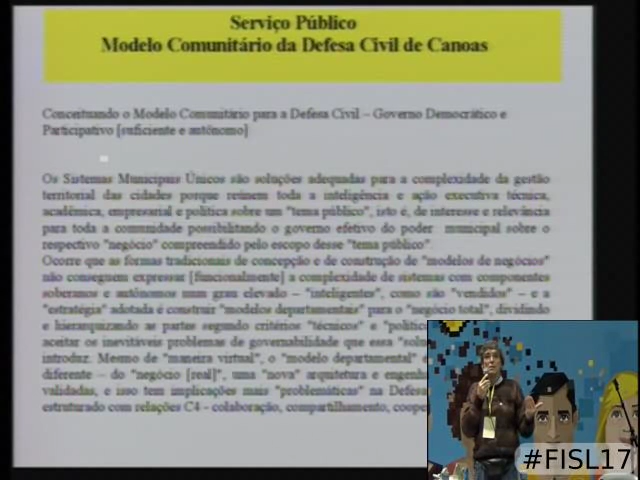 Serviço Público
Modelo Comunitário da Defesa Civil de Canoas
Conceituando o Modelo Comunitário para a Defesa Civil – Governo Democrático e
Participativo [suficiente e autônomo]
Os Sistemas Municipais Únicos são soluções adequadas para a complexidade da gestão
territorial das cidades porque reúnem toda a inteligência e ação executiva técnica,
acadêmica, empresarial e política sobre um "tema público", isto é, de interesse e relevância
para toda a comunidade possibilitando o governo efetivo do poder municipal sobre o
respectivo "negócio" compreendido pelo escopo desse "tema público".
Ocorre que as formas tradicionais de concepção e de construção de "modelos de negócios"
não conseguem expressar [funcionalmente] a complexidade de sistemas com componentes
soberanos e autônomos num grau elevado – "inteligentes", como são "vendidos" – e a
"estratégia" adotada é construir "modelos departamentais" para o "negócio total", dividindo
e hierarquizando as partes segundo critérios "técnicos" e
aceitar os inevitáveis problemas de governabilidade que essa
introduz. Mesmo de "maneira virtual", o "modelo departamental"
diferente – do "negócio [real]", uma "nova" arquitetura e
validadas, e isso tem implicações mais "problemáticas" na
estruturado com relações C4 - colaboração, compartilhamento,
#FISL17